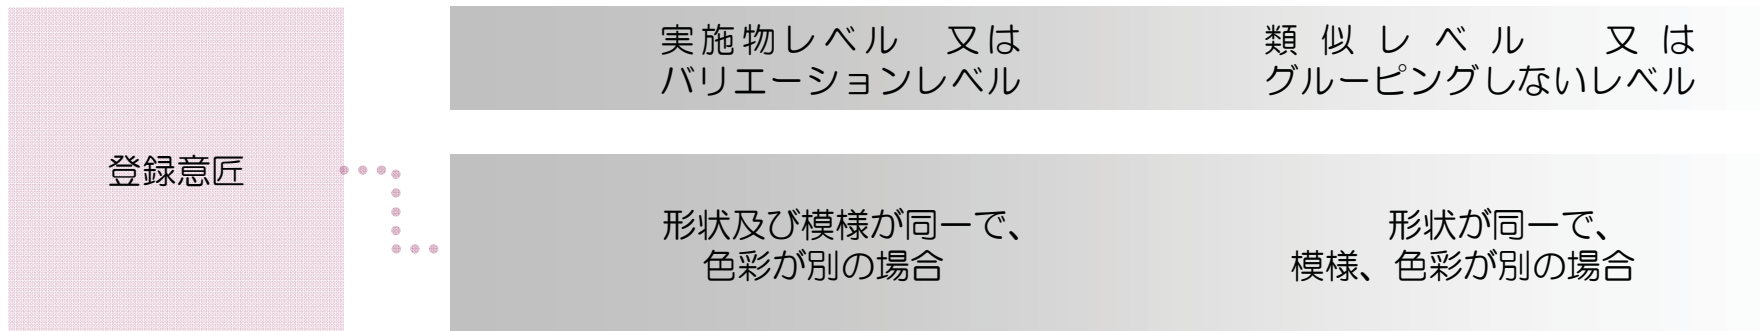 実施物レベル 又は
バリエーションレベル
類似レベル 又は
グルーピングしないレベル
登録意匠
形状及び模様が同一で、
色彩が別の場合
形状が同一で、
模様、色彩が別の場合